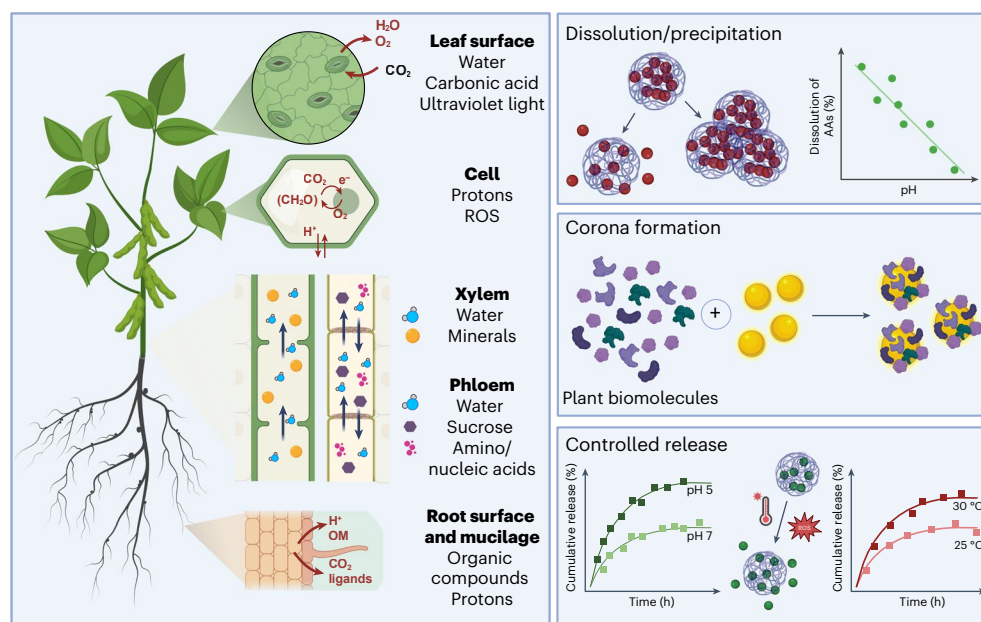 H₂O
O₂
CO₂
Leaf surface
Water
Carbonic acid
Ultraviolet light
CO₂ e⁻
(CH₂O)
O₂
H⁺
Cell
Protons
ROS
Xylem
Water
Minerals
Phloem
Water
Sucrose
Amino/
nucleic acids
H⁺
OM
CO₂
ligands
Root surface
and mucilage
Organic
compounds
Protons
Dissolution/precipitation
Dissolution of
AAs (%)
pH
Corona formation
+
Plant biomolecules
Controlled release
Cumulative release (%)
pH 5
pH 7
Time (h)
ROS
Cumulative release (%)
30 °C
25 °C
Time (h)